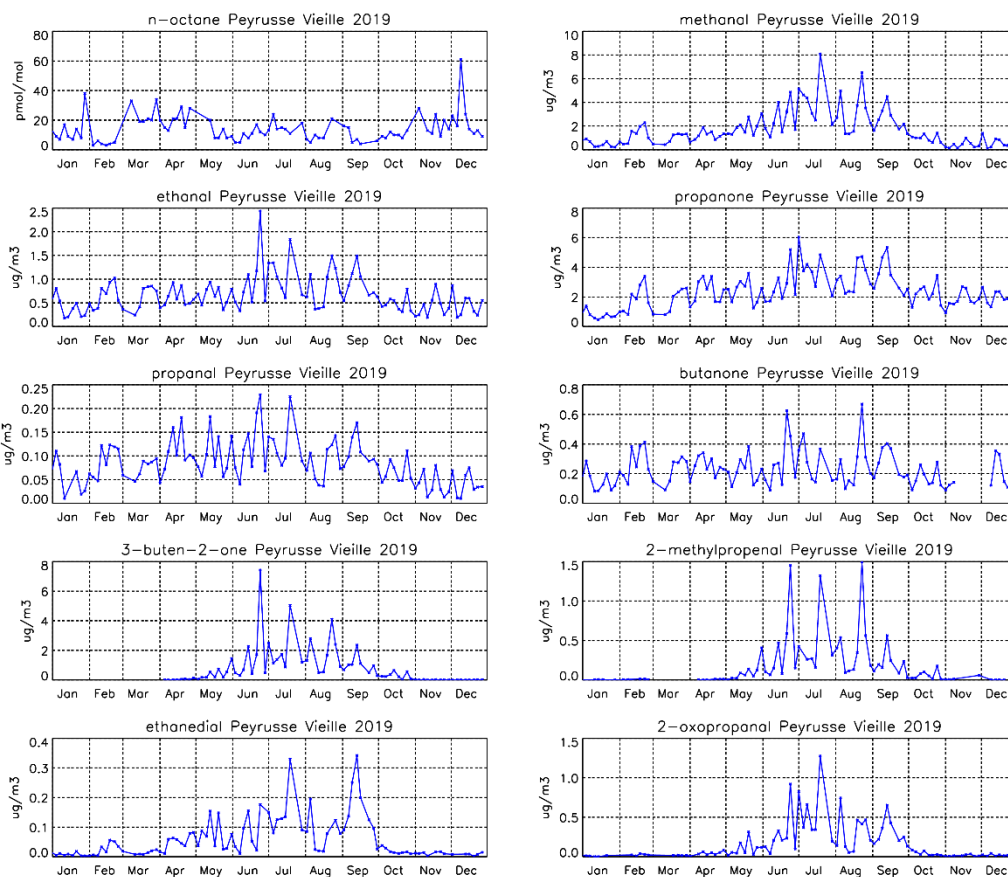 n-octane Peyrusse Vieille 2019
80
60
40
20
0
pmol/mol
Jan Feb Mar Apr May Jun Jul Aug Sep Oct Nov Dec
methanal Peyrusse Vieille 2019
10
8
6
4
2
0
ug/m3
Jan Feb Mar Apr May Jun Jul Aug Sep Oct Nov Dec
ethanal Peyrusse Vieille 2019
2.5
2.0
1.5
1.0
0.5
0.0
ug/m3
Jan Feb Mar Apr May Jun Jul Aug Sep Oct Nov Dec
propanone Peyrusse Vieille 2019
8
6
4
2
0
ug/m3
Jan Feb Mar Apr May Jun Jul Aug Sep Oct Nov Dec
propanal Peyrusse Vieille 2019
0.25
0.20
0.15
0.10
0.05
0.00
ug/m3
Jan Feb Mar Apr May Jun Jul Aug Sep Oct Nov Dec
butanone Peyrusse Vieille 2019
0.8
0.6
0.4
0.2
0.0
ug/m3
Jan Feb Mar Apr May Jun Jul Aug Sep Oct Nov Dec
3-buten-2-one Peyrusse Vieille 2019
8
6
4
2
0
ug/m3
Jan Feb Mar Apr May Jun Jul Aug Sep Oct Nov Dec
2-methylpropenal Peyrusse Vieille 2019
1.5
1.0
0.5
0.0
ug/m3
Jan Feb Mar Apr May Jun Jul Aug Sep Oct Nov Dec
ethanedial Peyrusse Vieille 2019
0.4
0.3
0.2
0.1
0.0
ug/m3
Jan Feb Mar Apr May Jun Jul Aug Sep Oct Nov Dec
2-oxopropanal Peyrusse Vieille 2019
1.5
1.0
0.5
0.0
ug/m3
Jan Feb Mar Apr May Jun Jul Aug Sep Oct Nov Dec